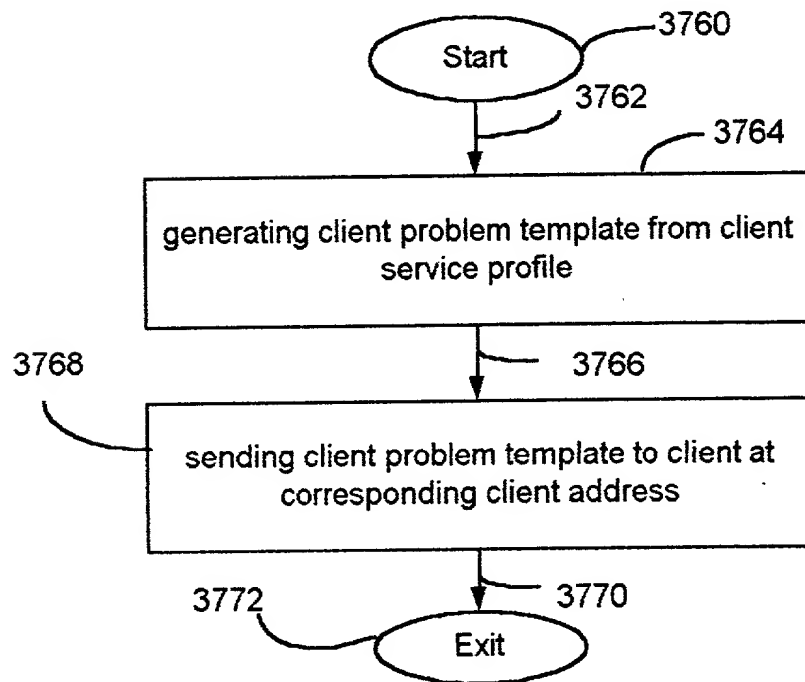 3760
Start
3762
3764
generating client problem template from client
service profile
3766
3768
sending client problem template to client at
corresponding client address
3770
3772
Exit